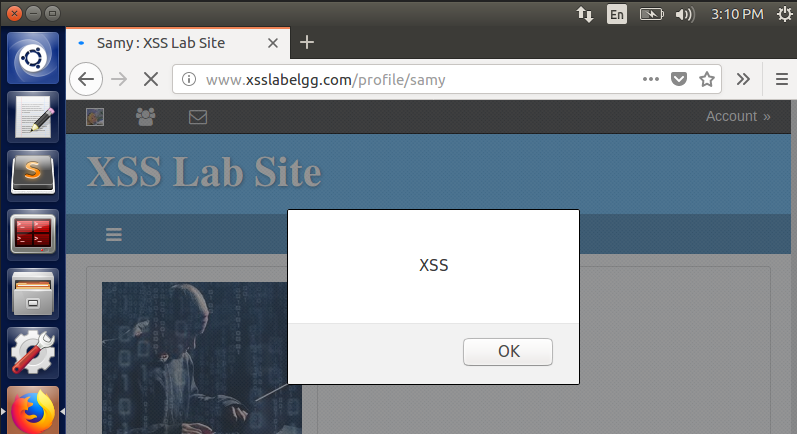 En
3:10 PM
Samy : XSS Lab Site
www.xsslabelgg.com/profile/samy
Account »
XSS Lab Site
XSS
OK